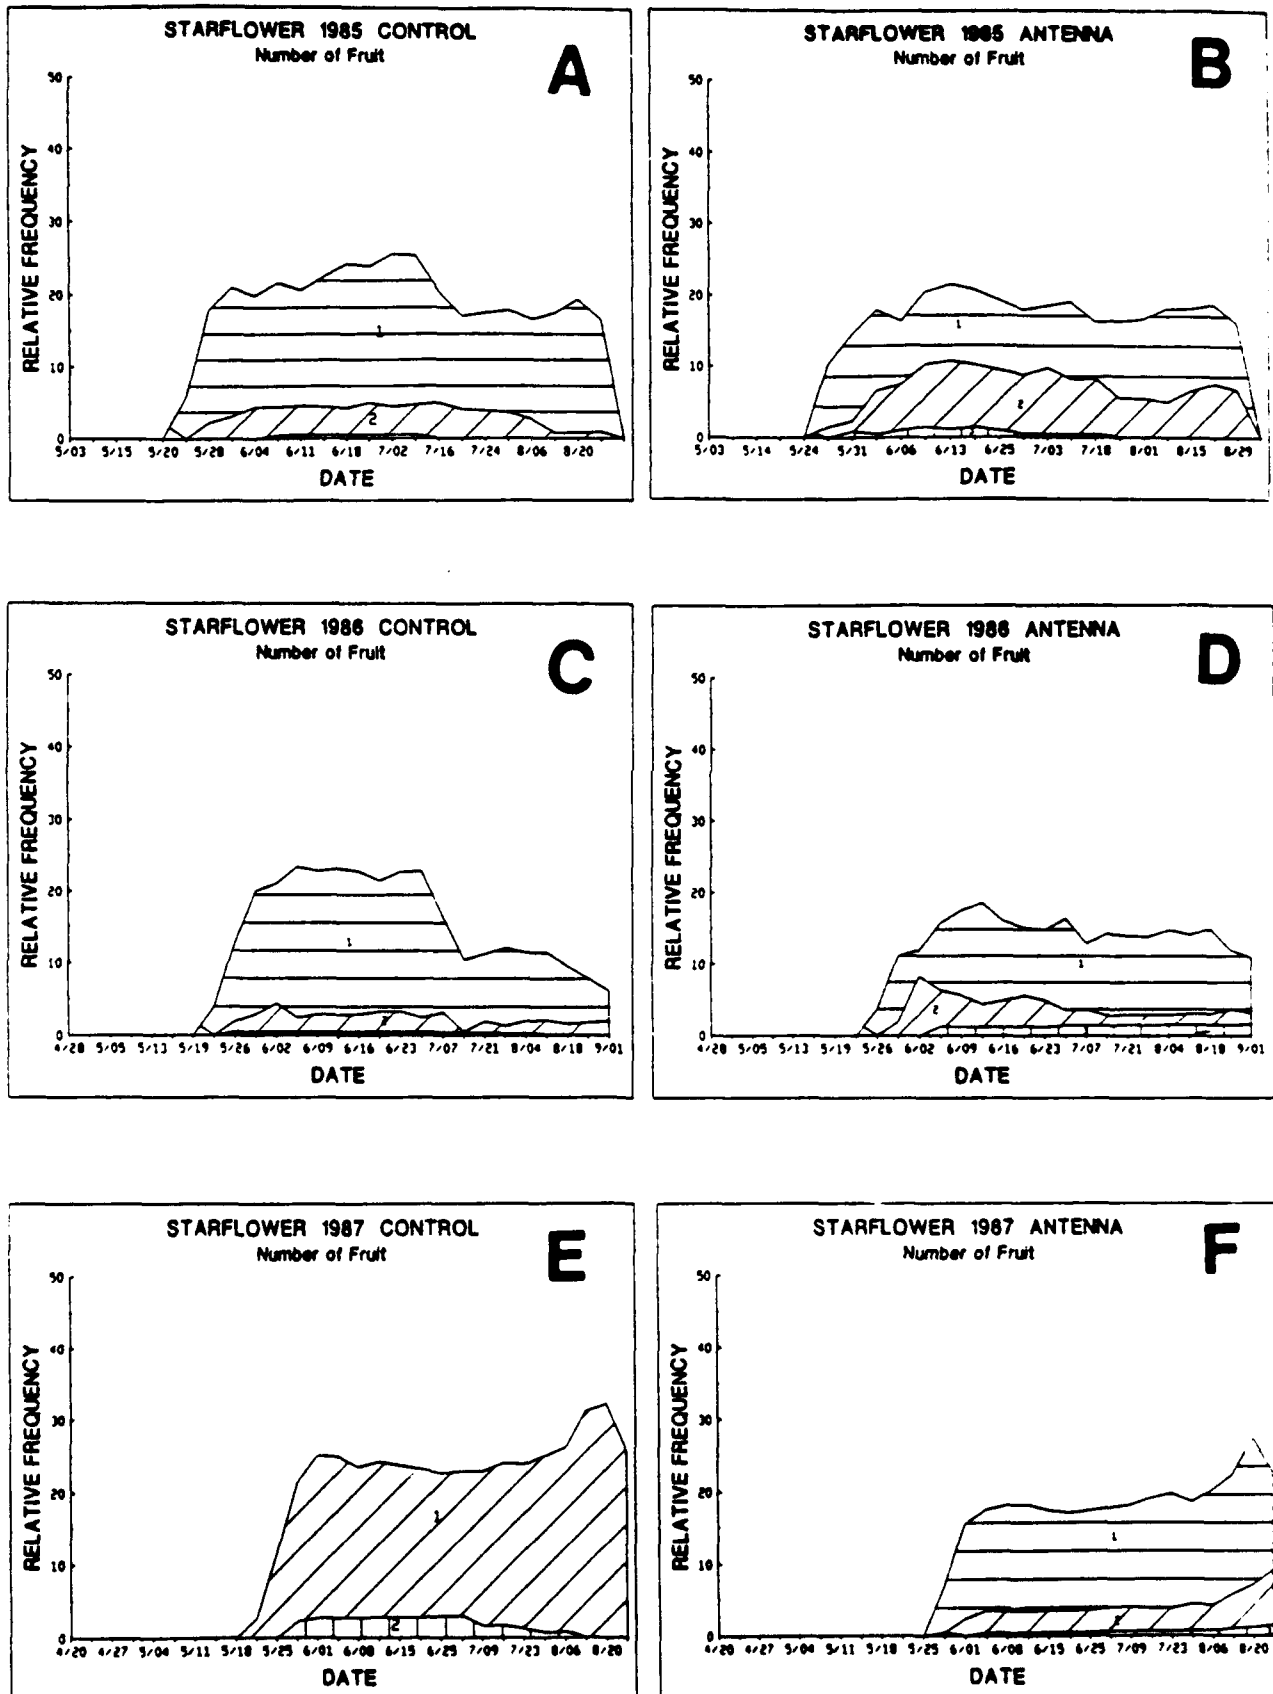 STARFLOWER 1985 CONTROL
Number of Fruit
A
RELATIVE FREQUENCY
50
40
30
20
10
0
1
2
5/03 5/15 5/20 5/28 6/04 6/11 6/18 7/02 7/16 7/24 8/06 8/20
DATE
STARFLOWER 1985 ANTENNA
Number of Fruit
B
RELATIVE FREQUENCY
50
40
30
20
10
0
1
2
5/03 5/14 5/24 5/31 6/06 6/13 6/25 7/03 7/18 8/01 8/15 8/29
DATE
STARFLOWER 1986 CONTROL
Number of Fruit
C
RELATIVE FREQUENCY
50
40
30
20
10
0
1
2
4/28 5/05 5/13 5/19 5/26 6/02 6/09 6/16 6/23 7/07 7/21 8/04 8/18 9/01
DATE
STARFLOWER 1986 ANTENNA
Number of Fruit
D
RELATIVE FREQUENCY
50
40
30
20
10
0
1
2
4/28 5/05 5/13 5/19 5/26 6/02 6/09 6/16 6/23 7/07 7/21 8/04 8/18 9/01
DATE
STARFLOWER 1987 CONTROL
Number of Fruit
E
RELATIVE FREQUENCY
50
40
30
20
10
0
1
2
4/20 4/27 5/04 5/11 5/18 5/25 6/01 6/08 6/15 6/25 7/09 7/23 8/06 8/20
DATE
STARFLOWER 1987 ANTENNA
Number of Fruit
F
RELATIVE FREQUENCY
50
40
30
20
10
0
1
2
4/20 4/27 5/04 5/11 5/18 5/25 6/01 6/08 6/15 6/25 7/09 7/23 8/06 8/20
DATE